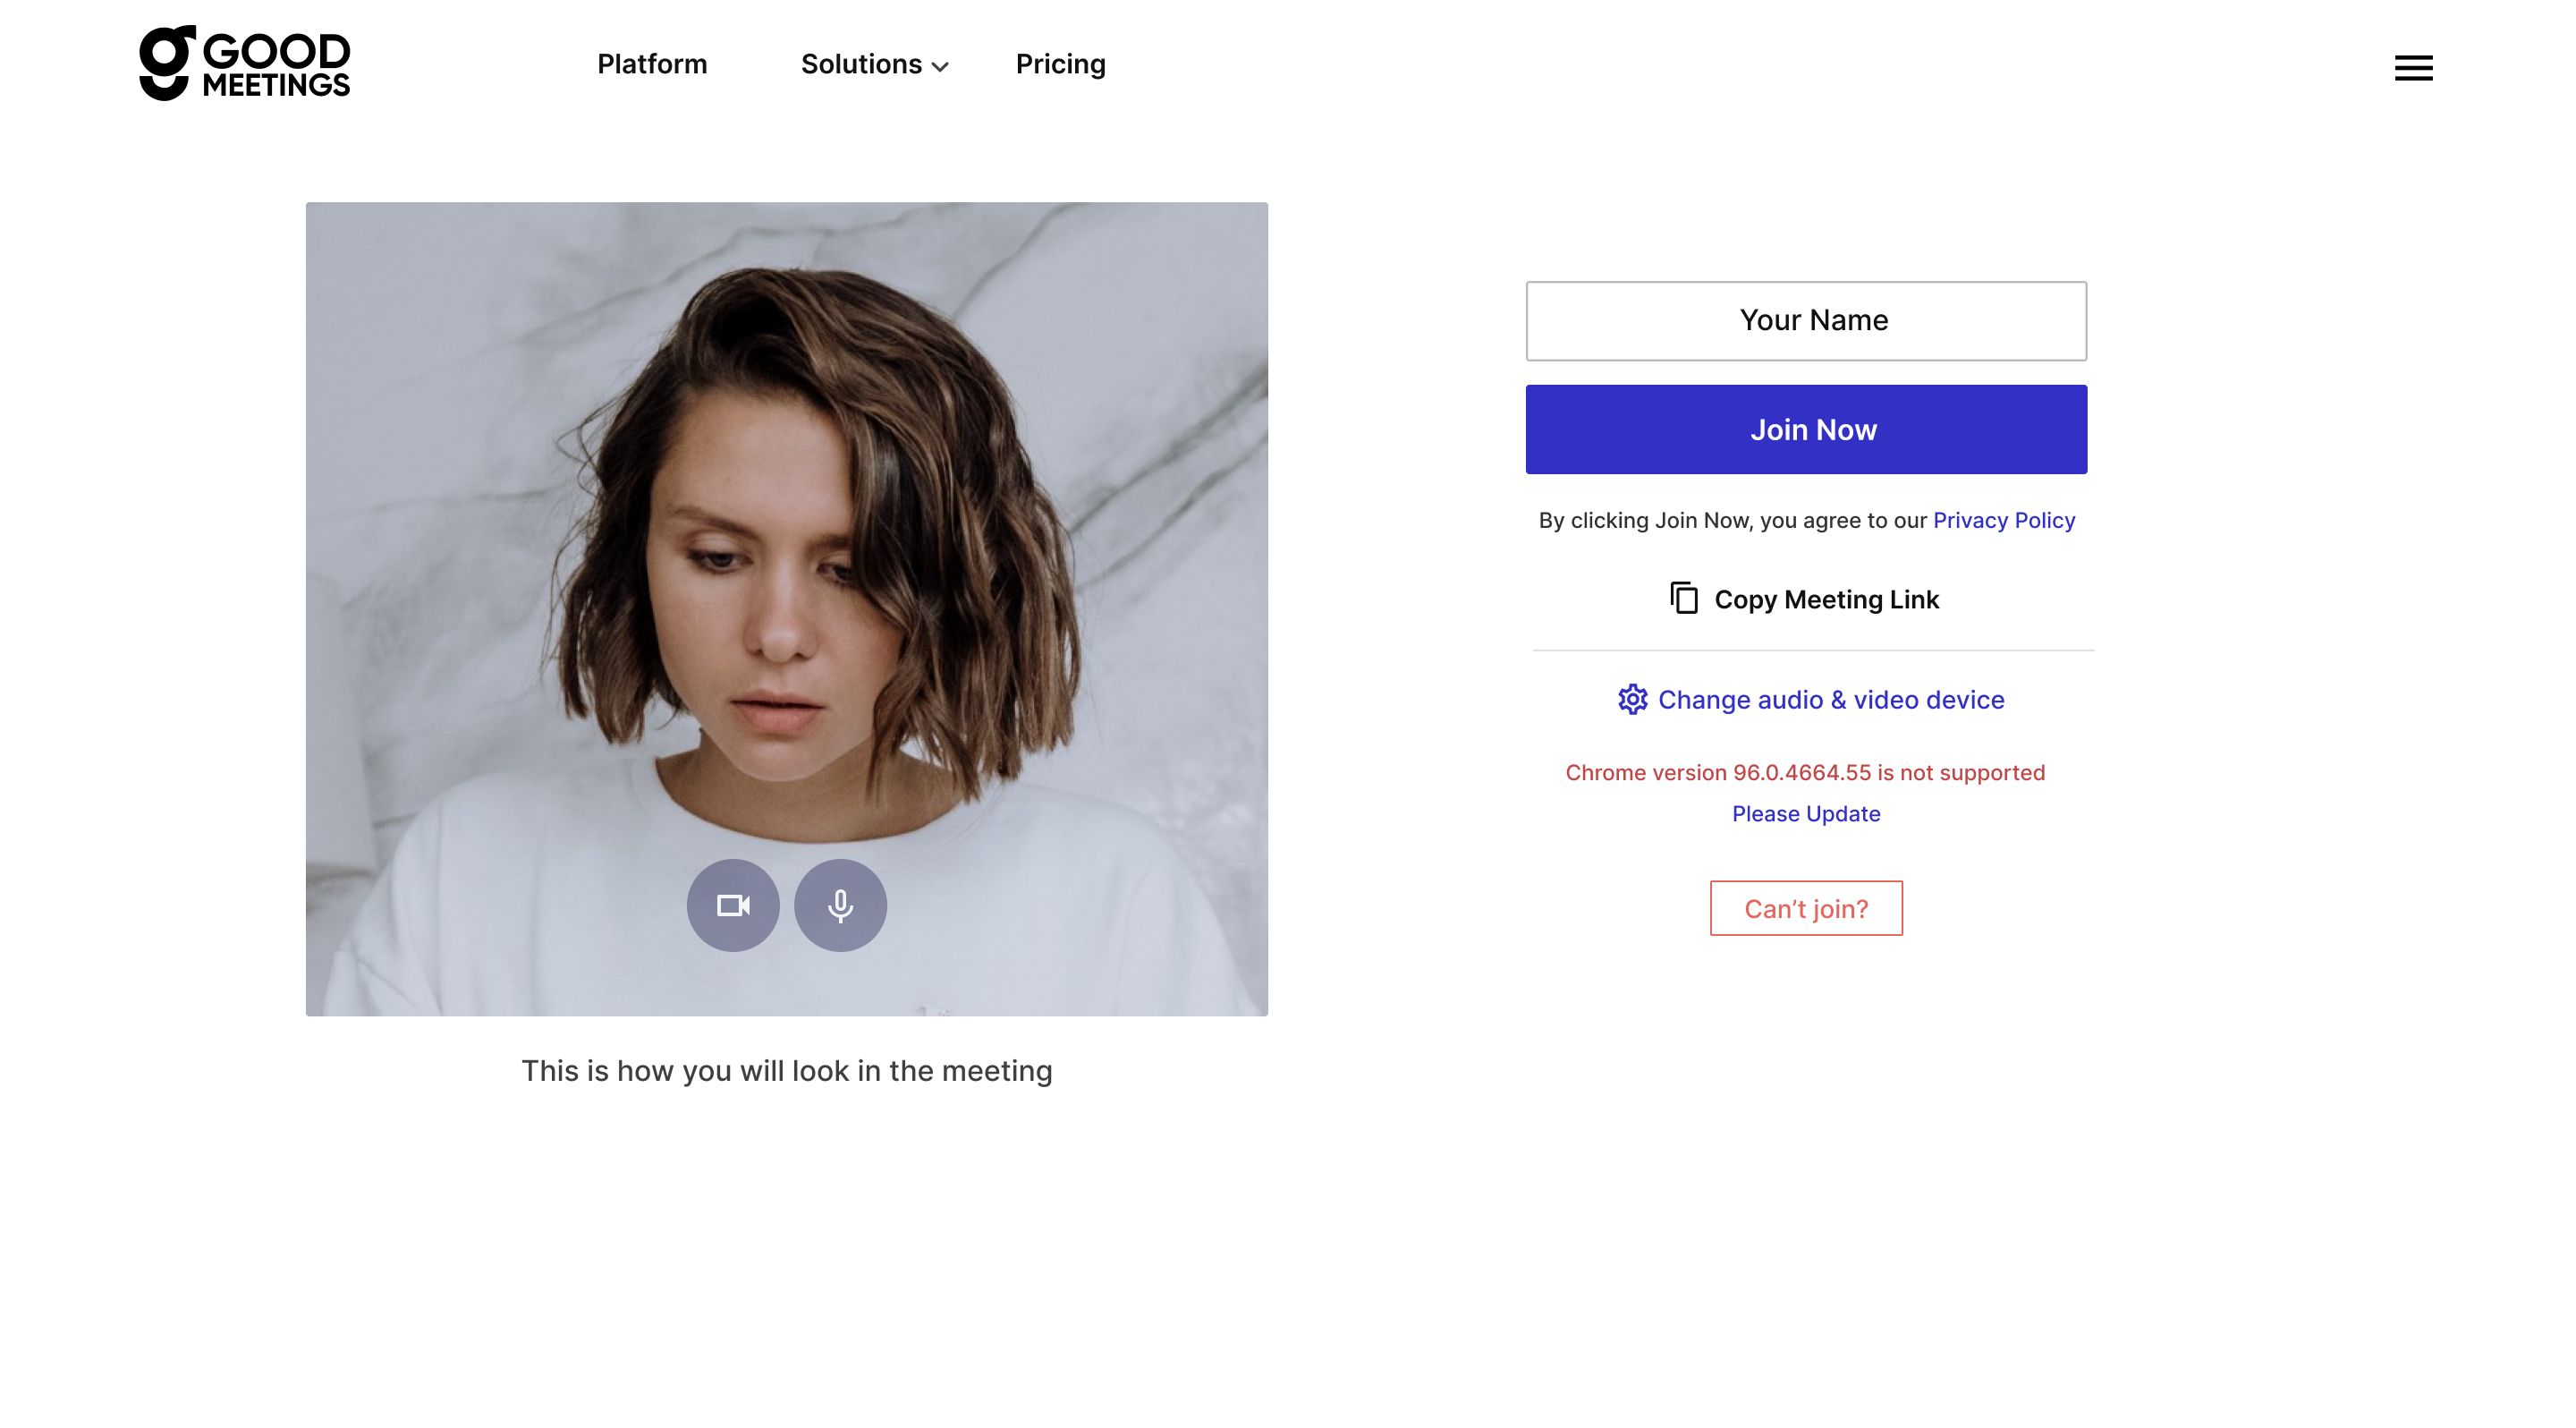 GOOD
MEETINGS
Platform
Solutions
Pricing
Your Name
Join Now
By clicking Join Now, you agree to our Privacy Policy
Copy Meeting Link
Change audio & video device
Chrome version 96.0.4664.55 is not supported
Please Update
Can’t join?
This is how you will look in the meeting